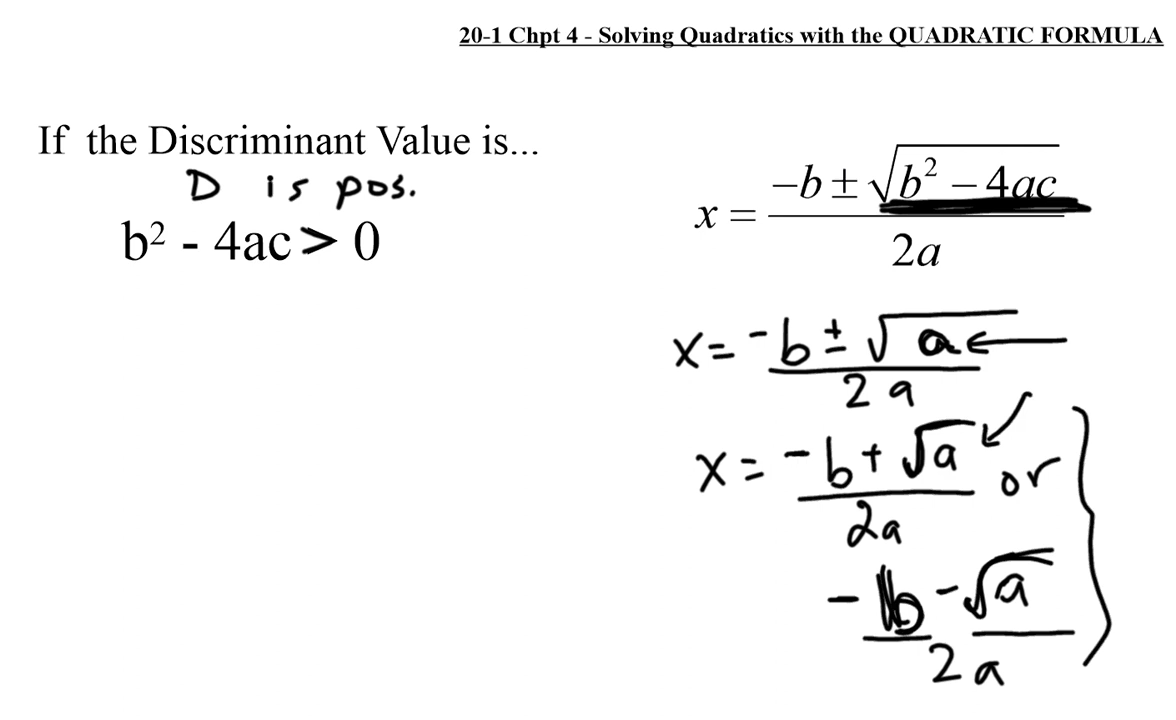 20-1 Chpt 4 - Solving Quadratics with the QUADRATIC FORMULA
If the Discriminant Value is...
D is pos.
b² - 4ac > 0
x = (−b ± √(b² − 4ac)) / 2a
x = (-b ± √a) / 2a ←
x = (-b + √a) / 2a or
(-b - √a) / 2a